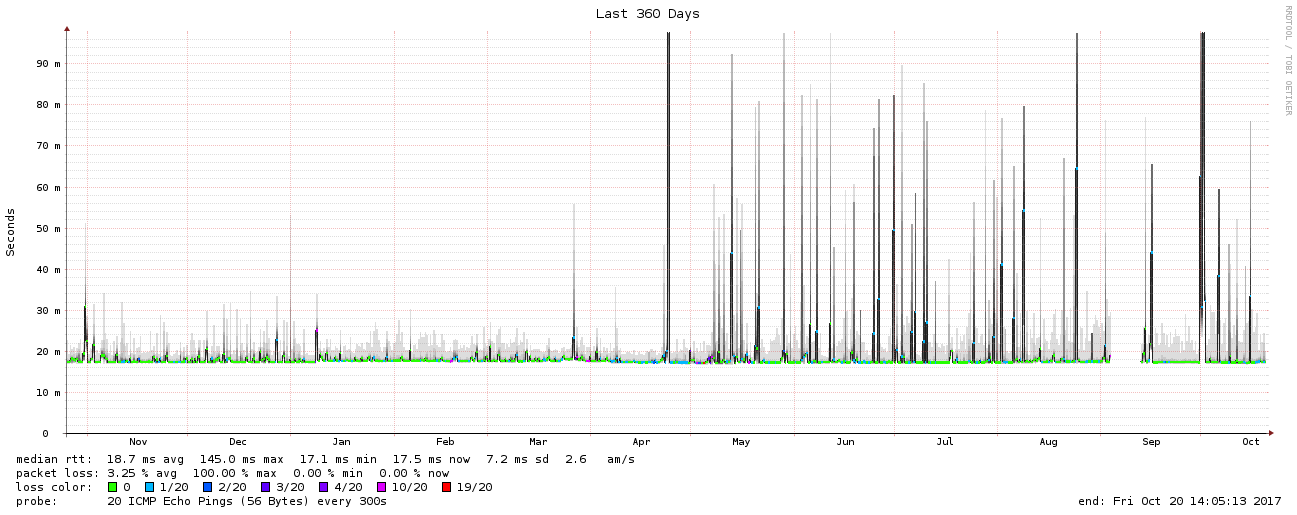 Last 360 Days
RRDTOOL / TOBI OETIKER
Seconds
90 m
80 m
70 m
60 m
50 m
40 m
30 m
20 m
10 m
0
Nov Dec Jan Feb Mar Apr May Jun Jul Aug Sep Oct
median rtt: 18.7 ms avg 145.0 ms max 17.1 ms min 17.5 ms now 7.2 ms sd 2.6 am/s
packet loss: 3.25 % avg 100.00 % max 0.00 % min 0.00 % now
loss color: 0 1/20 2/20 3/20 4/20 10/20 19/20
probe: 20 ICMP Echo Pings (56 Bytes) every 300s end: Fri Oct 20 14:05:13 2017